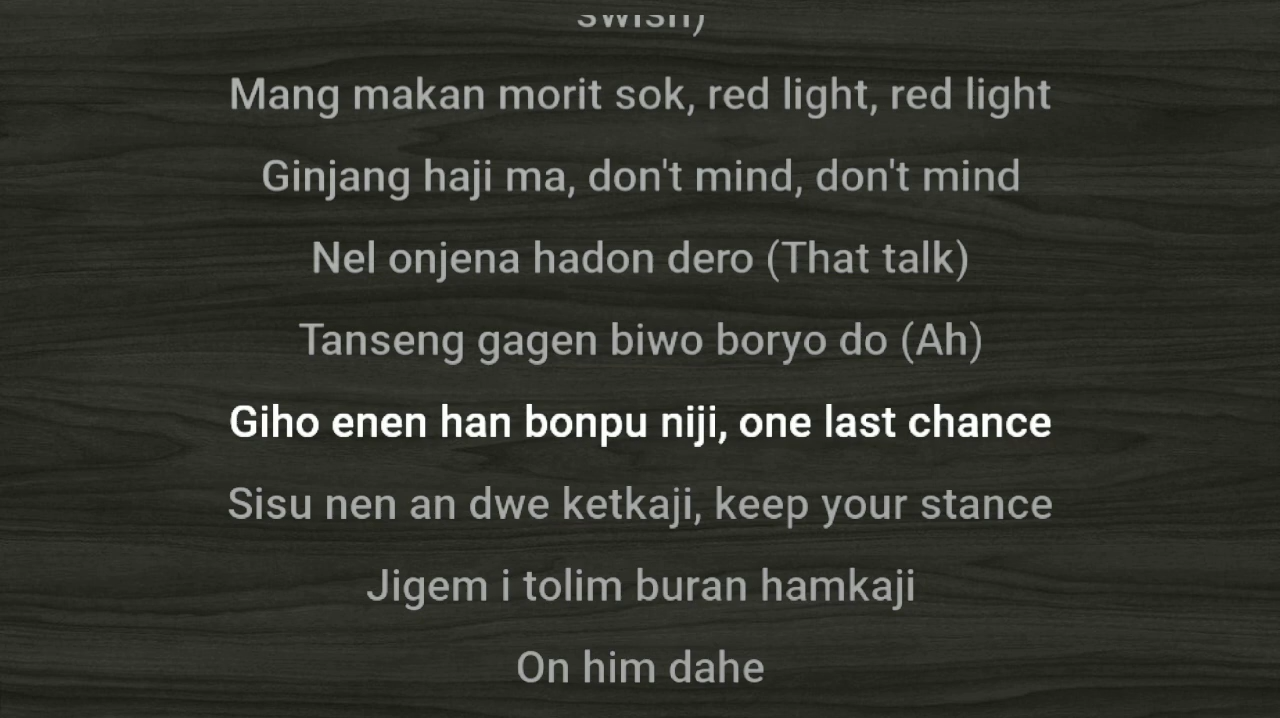 swish)
Mang makan morit sok, red light, red light
Ginjang haji ma, don't mind, don't mind
Nel onjena hadon dero (That talk)
Tanseng gagen biwo boryo do (Ah)
Giho enen han bonpu niji, one last chance
Sisu nen an dwe ketkaji, keep your stance
Jigem i tolim buran hamkaji
On him dahe